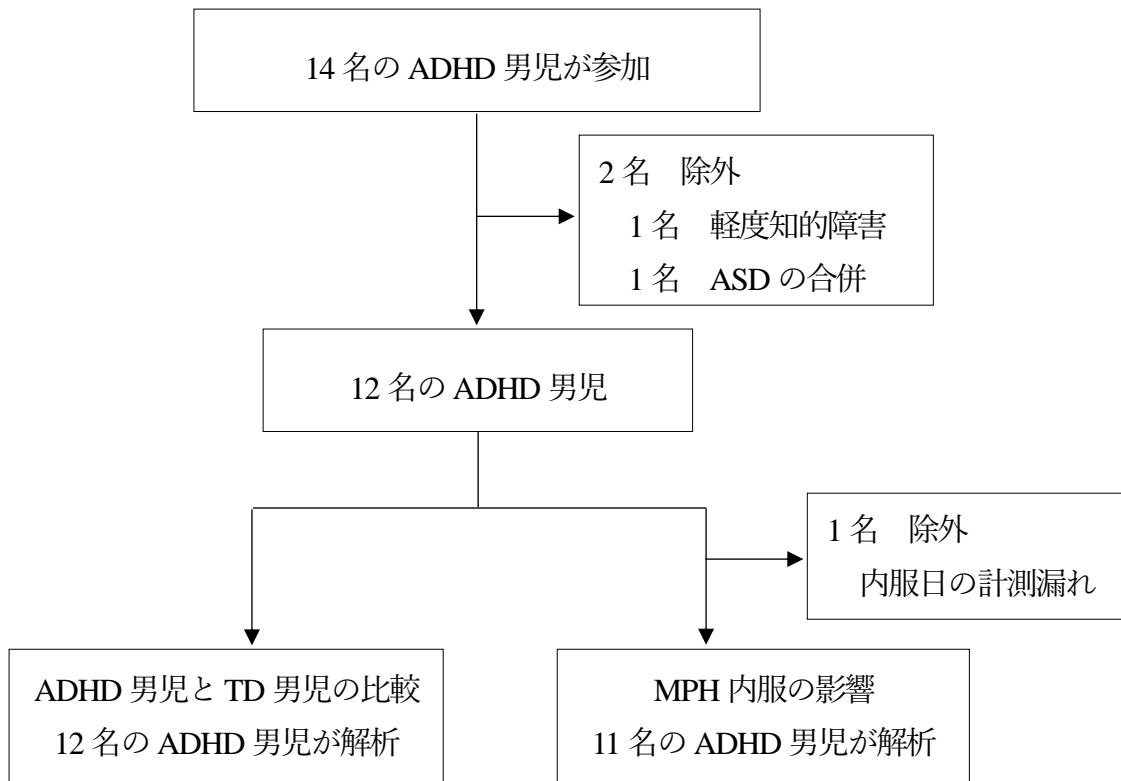 14 名の ADHD 男児が参加
2 名　除外
1 名　軽度知的障害
1 名　ASD の合併
12 名の ADHD 男児
1 名　除外
内服日の計測漏れ
ADHD 男児と TD 男児の比較
12 名の ADHD 男児が解析
MPH 内服の影響
11 名の ADHD 男児が解析